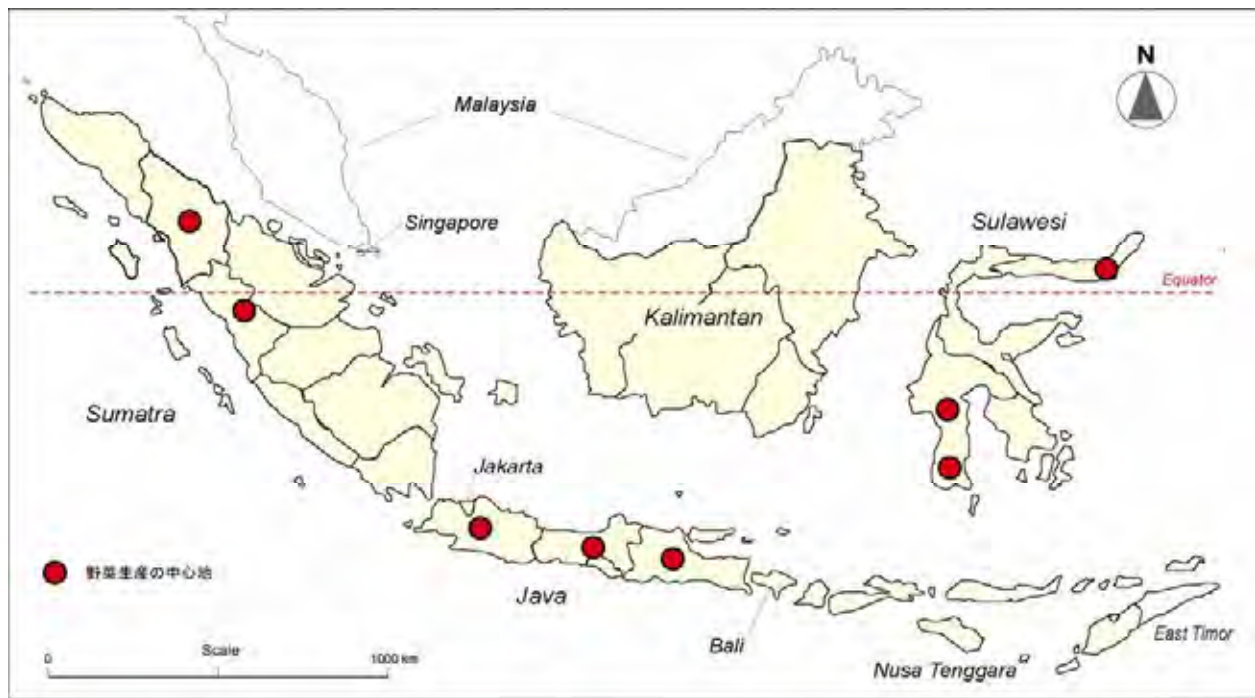 N
Malaysia
Singapore
Sulawesi
Equator
Kalimantan
Sumatra
Jakarta
野菜生産の中心地
Java
Bali
East Timor
Nusa Tenggara
Scale
0
1000 km